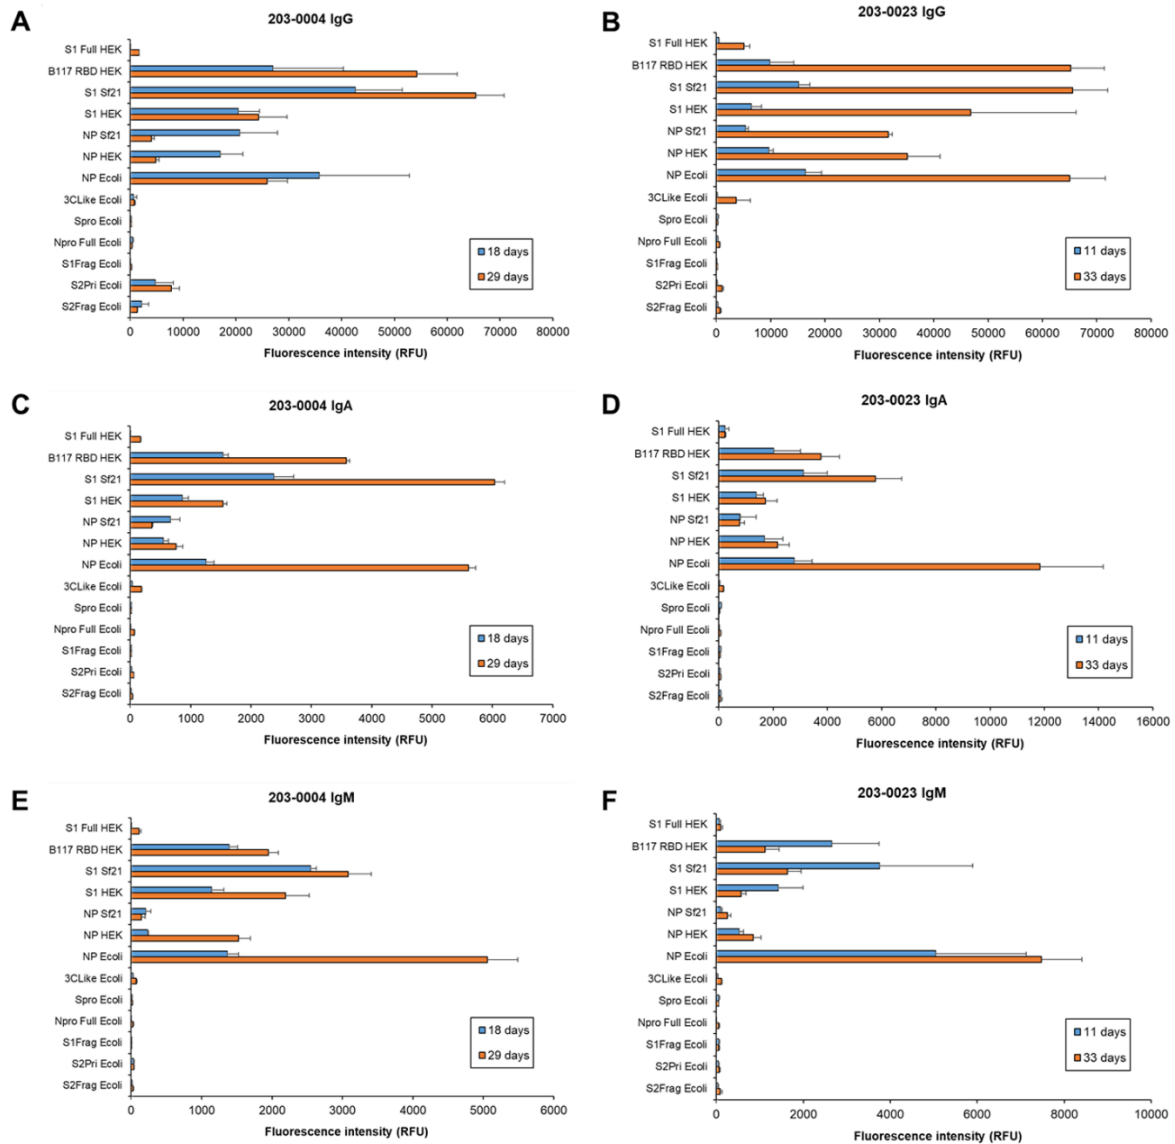 A
203-0004 IgG
S1 Full HEK
B117 RBD HEK
S1 Sf21
S1 HEK
NP Sf21
NP HEK
NP Ecoli
3CLike Ecoli
Spro Ecoli
Npro Full Ecoli
S1Frag Ecoli
S2Pri Ecoli
S2Frag Ecoli
18 days
29 days
0 10000 20000 30000 40000 50000 60000 70000 80000
Fluorescence intensity (RFU)
B
203-0023 IgG
S1 Full HEK
B117 RBD HEK
S1 Sf21
S1 HEK
NP Sf21
NP HEK
NP Ecoli
3CLike Ecoli
Spro Ecoli
Npro Full Ecoli
S1Frag Ecoli
S2Pri Ecoli
S2Frag Ecoli
11 days
33 days
0 10000 20000 30000 40000 50000 60000 70000 80000
Fluorescence intensity (RFU)
C
203-0004 IgA
S1 Full HEK
B117 RBD HEK
S1 Sf21
S1 HEK
NP Sf21
NP HEK
NP Ecoli
3CLike Ecoli
Spro Ecoli
Npro Full Ecoli
S1Frag Ecoli
S2Pri Ecoli
S2Frag Ecoli
18 days
29 days
0 1000 2000 3000 4000 5000 6000 7000
Fluorescence intensity (RFU)
D
203-0023 IgA
S1 Full HEK
B117 RBD HEK
S1 Sf21
S1 HEK
NP Sf21
NP HEK
NP Ecoli
3CLike Ecoli
Spro Ecoli
Npro Full Ecoli
S1Frag Ecoli
S2Pri Ecoli
S2Frag Ecoli
11 days
33 days
0 2000 4000 6000 8000 10000 12000 14000 16000
Fluorescence intensity (RFU)
E
203-0004 IgM
S1 Full HEK
B117 RBD HEK
S1 Sf21
S1 HEK
NP Sf21
NP HEK
NP Ecoli
3CLike Ecoli
Spro Ecoli
Npro Full Ecoli
S1Frag Ecoli
S2Pri Ecoli
S2Frag Ecoli
18 days
29 days
0 1000 2000 3000 4000 5000 6000
Fluorescence intensity (RFU)
F
203-0023 IgM
S1 Full HEK
B117 RBD HEK
S1 Sf21
S1 HEK
NP Sf21
NP HEK
NP Ecoli
3CLike Ecoli
Spro Ecoli
Npro Full Ecoli
S1Frag Ecoli
S2Pri Ecoli
S2Frag Ecoli
11 days
33 days
0 2000 4000 6000 8000 10000
Fluorescence intensity (RFU)